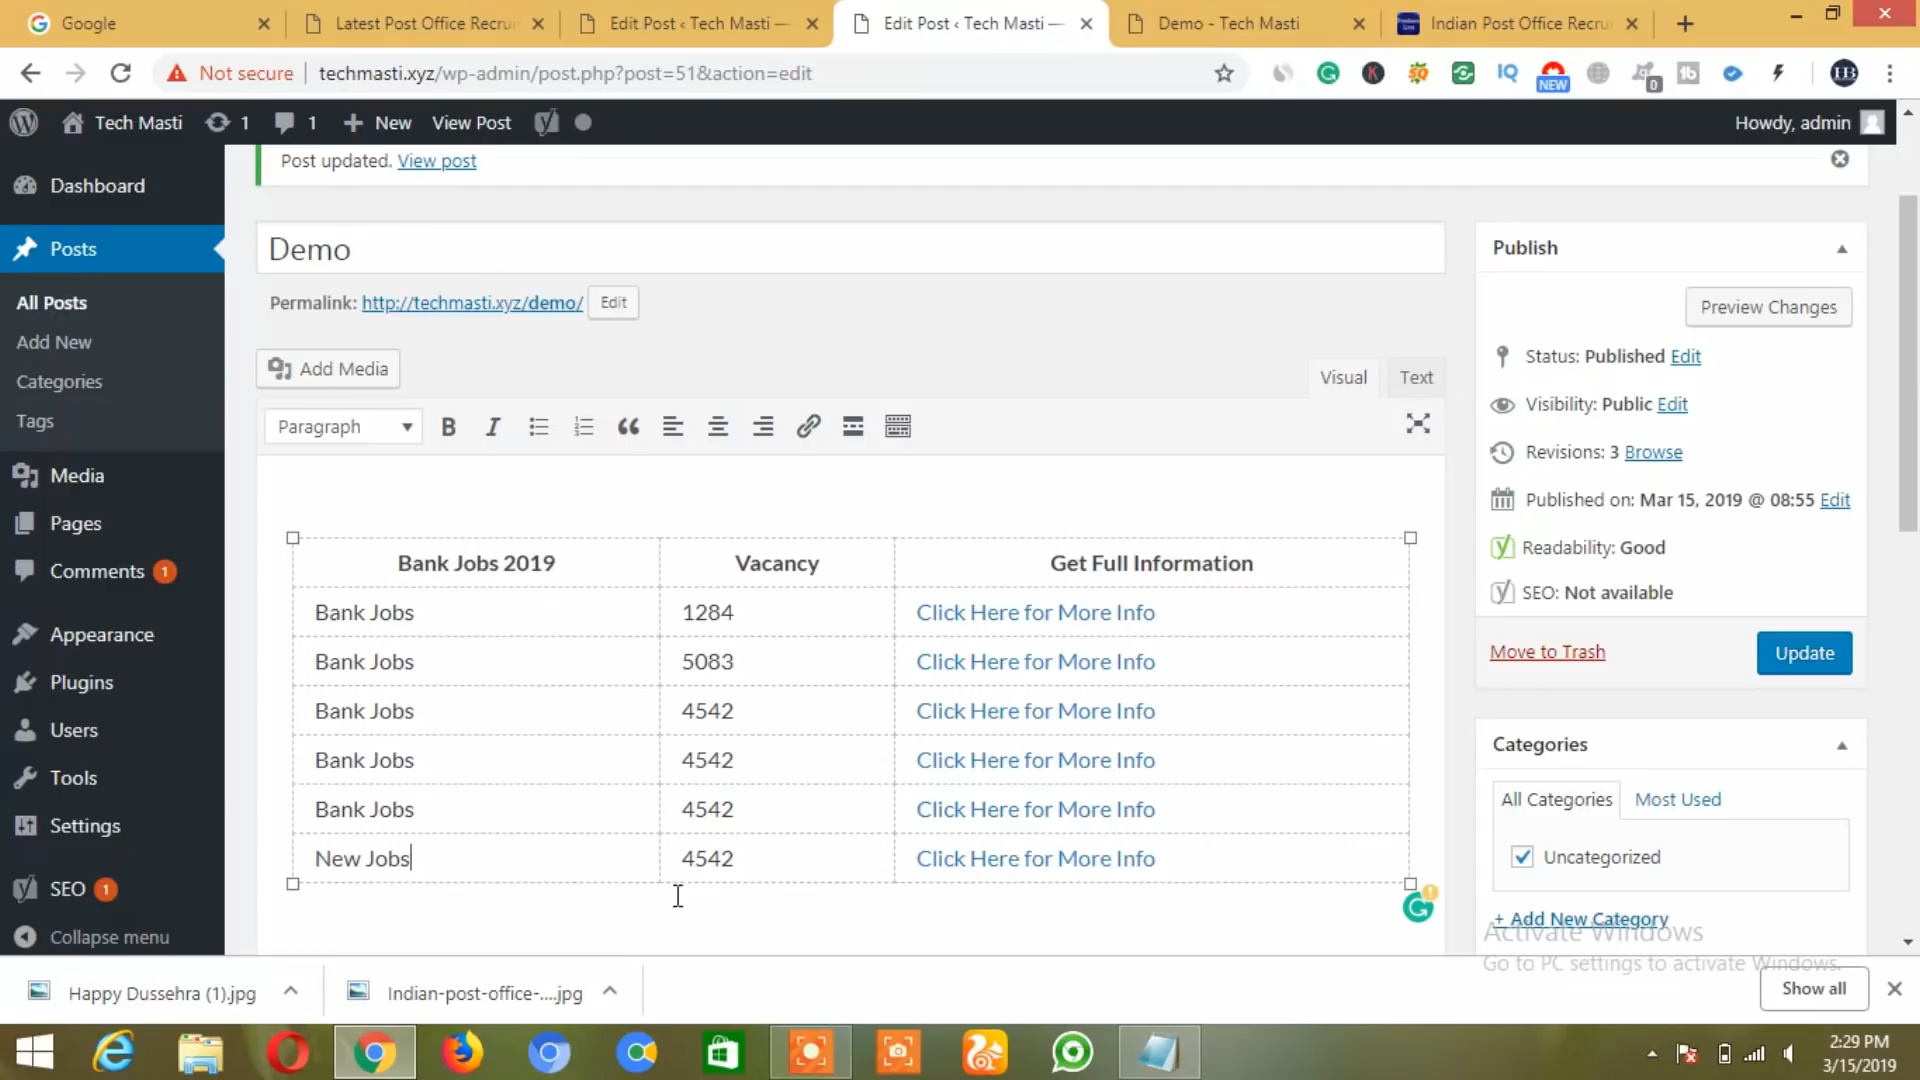 Google
Latest Post Office Recru
Edit Post ‹ Tech Masti —
Edit Post ‹ Tech Masti —
Demo - Tech Masti
Indian Post Office Recru
Not secure
techmasti.xyz/wp-admin/post.php?post=51&action=edit
NEW
0
Tech Masti
1
1
New
View Post
Howdy, admin
Post updated. View post
Dashboard
Posts
All Posts
Add New
Categories
Tags
Media
Pages
Comments 1
Appearance
Plugins
Users
Tools
Settings
SEO 1
Collapse menu
Demo
Permalink: http://techmasti.xyz/demo/ Edit
Add Media
Visual
Text
Paragraph
B
I
Bank Jobs 2019 Vacancy Get Full Information
Bank Jobs 1284 Click Here for More Info
Bank Jobs 5083 Click Here for More Info
Bank Jobs 4542 Click Here for More Info
Bank Jobs 4542 Click Here for More Info
Bank Jobs 4542 Click Here for More Info
New Jobs 4542 Click Here for More Info
Publish
Preview Changes
Status: Published Edit
Visibility: Public Edit
Revisions: 3 Browse
Published on: Mar 15, 2019 @ 08:55 Edit
Readability: Good
SEO: Not available
Move to Trash
Update
Categories
All Categories
Most Used
Uncategorized
+ Add New Category
Activate Windows
Go to PC settings to activate Windows.
Happy Dussehra (1).jpg
Indian-post-office-....jpg
Show all
2:29 PM
3/15/2019